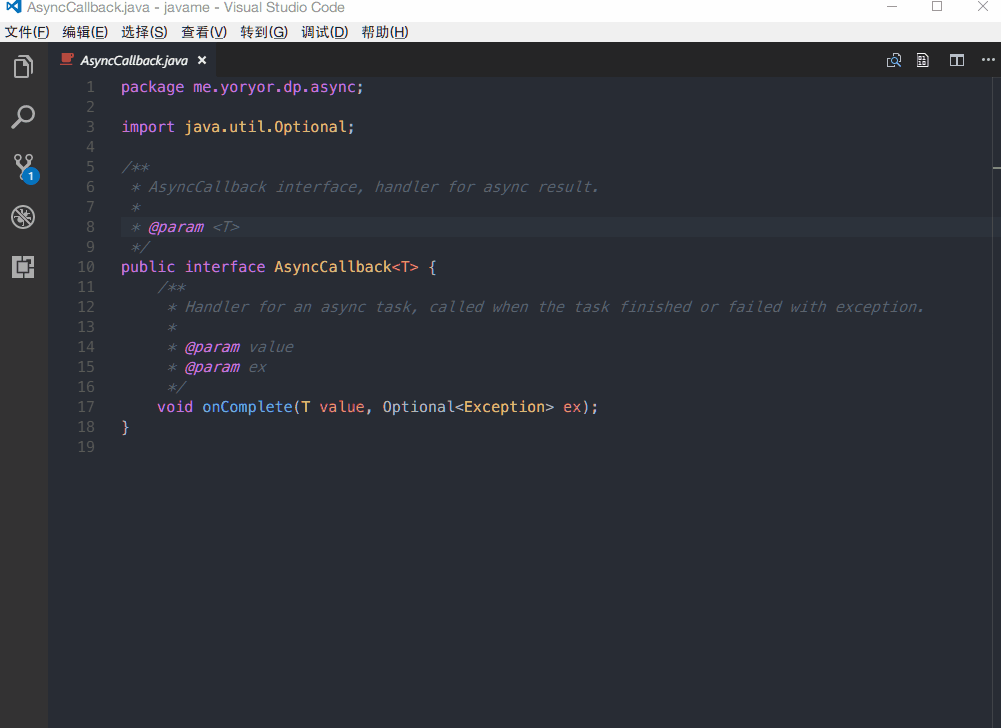 AsyncCallback.java - javame - Visual Studio Code
文件(F) 编辑(E) 选择(S) 查看(V) 转到(G) 调试(D) 帮助(H)
AsyncCallback.java
1 package me.yoryor.dp.async;
2
3 import java.util.Optional;
4
5 /**
6  * AsyncCallback interface, handler for async result.
7  *
8  * @param <T>
9  */
10 public interface AsyncCallback<T> {
11     /**
12      * Handler for an async task, called when the task finished or failed with exception.
13      *
14      * @param value
15      * @param ex
16      */
17     void onComplete(T value, Optional<Exception> ex);
18 }
19
1